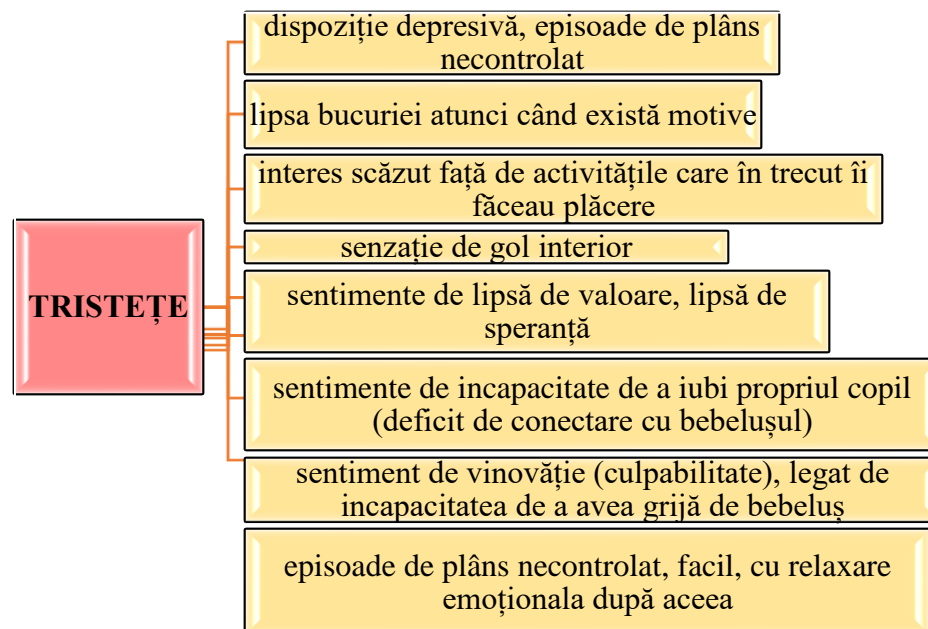 dispoziție depresivă, episoade de plâns
necontrolat
lipsa bucuriei atunci când există motive
interes scăzut față de activitățile care în trecut îi
făceau plăcere
senzație de gol interior
TRISTEȚE
sentimente de lipsă de valoare, lipsă de
speranță
sentimente de incapacitate de a iubi propriul copil
(deficit de conectare cu bebelușul)
sentiment de vinovăție (culpabilitate), legat de
incapacitatea de a avea grijă de bebeluș
episoade de plâns necontrolat, facil, cu relaxare
emoționala după aceea